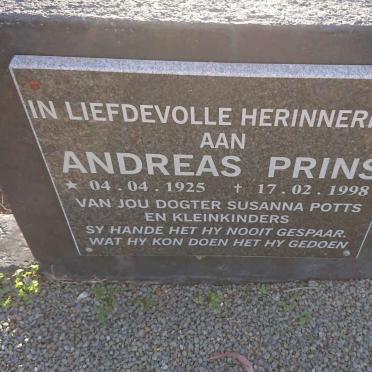 IN LIEFDEVOLLE HERINNER
AAN
ANDREAS PRINS
★ 04.04.1925 † 17.02.1998
VAN JOU DOGTER SUSANNA POTTS
EN KLEINKINDERS
SY HANDE HET HY NOOIT GESPAAR.
WAT HY KON DOEN HET HY GEDOEN